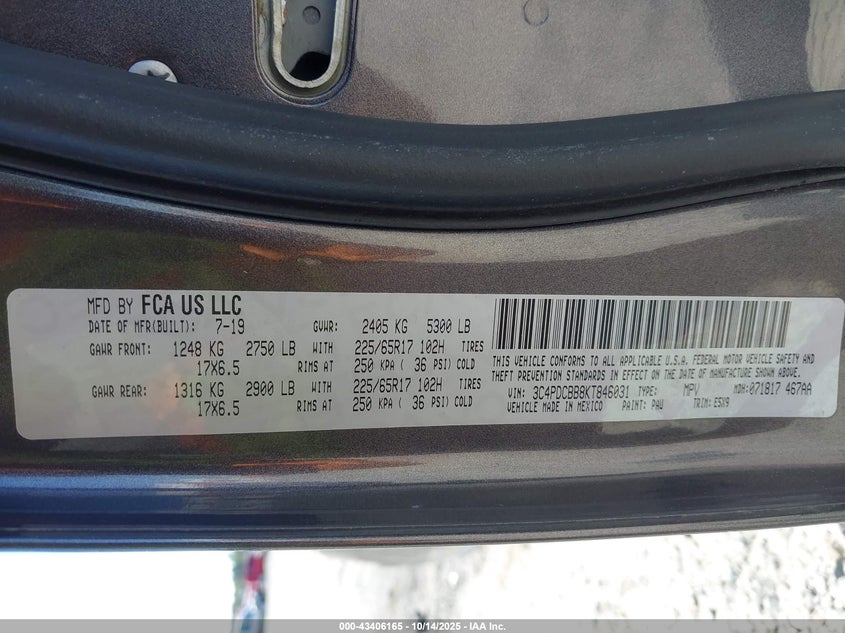 MFD BY FCA US LLC
DATE OF MFR(BUILT): 7-19 GVWR: 2405 KG 5300 LB
GAWR FRONT: 1248 KG 2750 LB WITH 225/65R17 102H TIRES
17X6.5 RIMS AT 250 KPA ( 36 PSI) COLD
GAWR REAR: 1316 KG 2900 LB WITH 225/65R17 102H TIRES
17X6.5 RIMS AT 250 KPA ( 36 PSI) COLD
THIS VEHICLE CONFORMS TO ALL APPLICABLE U.S.A. FEDERAL MOTOR VEHICLE SAFETY AND
THEFT PREVENTION STANDARDS IN EFFECT ON THE DATE OF MANUFACTURE SHOWN ABOVE.
VIN: 3C4PDCBB8KT846031 TYPE: MPV MDH: 071817 467AA
VEHICLE MADE IN MEXICO PAINT: PAU TRIM: E5X9
000-43406165 - 10/14/2025 - IAA Inc.